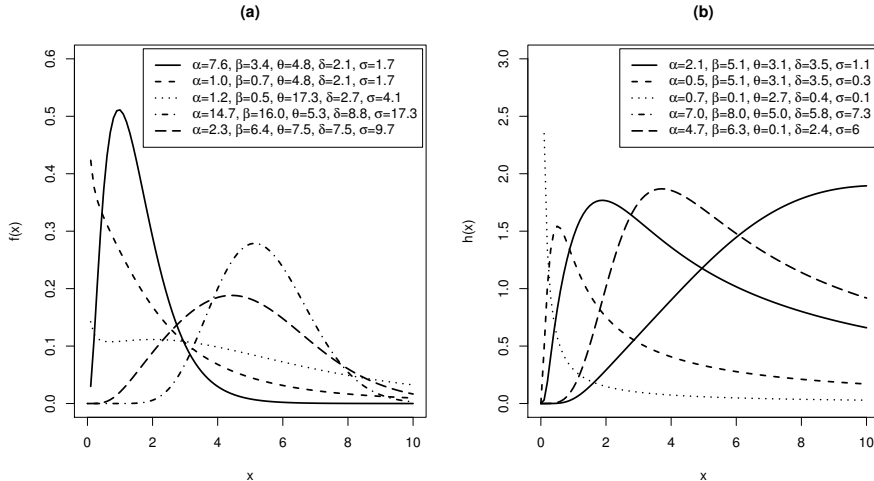 (a)
α=7.6, β=3.4, θ=4.8, δ=2.1, σ=1.7
α=1.0, β=0.7, θ=4.8, δ=2.1, σ=1.7
α=1.2, β=0.5, θ=17.3, δ=2.7, σ=4.1
α=14.7, β=16.0, θ=5.3, δ=8.8, σ=17.3
α=2.3, β=6.4, θ=7.5, δ=7.5, σ=9.7
0.6
0.5
0.4
0.3
0.2
0.1
0.0
f(x)
0 2 4 6 8 10
x
(b)
α=2.1, β=5.1, θ=3.1, δ=3.5, σ=1.1
α=0.5, β=5.1, θ=3.1, δ=3.5, σ=0.3
α=0.7, β=0.1, θ=2.7, δ=0.4, σ=0.1
α=7.0, β=8.0, θ=5.0, δ=5.8, σ=7.3
α=4.7, β=6.3, θ=0.1, δ=2.4, σ=6
3.0
2.5
2.0
1.5
1.0
0.5
0.0
h(x)
0 2 4 6 8 10
x